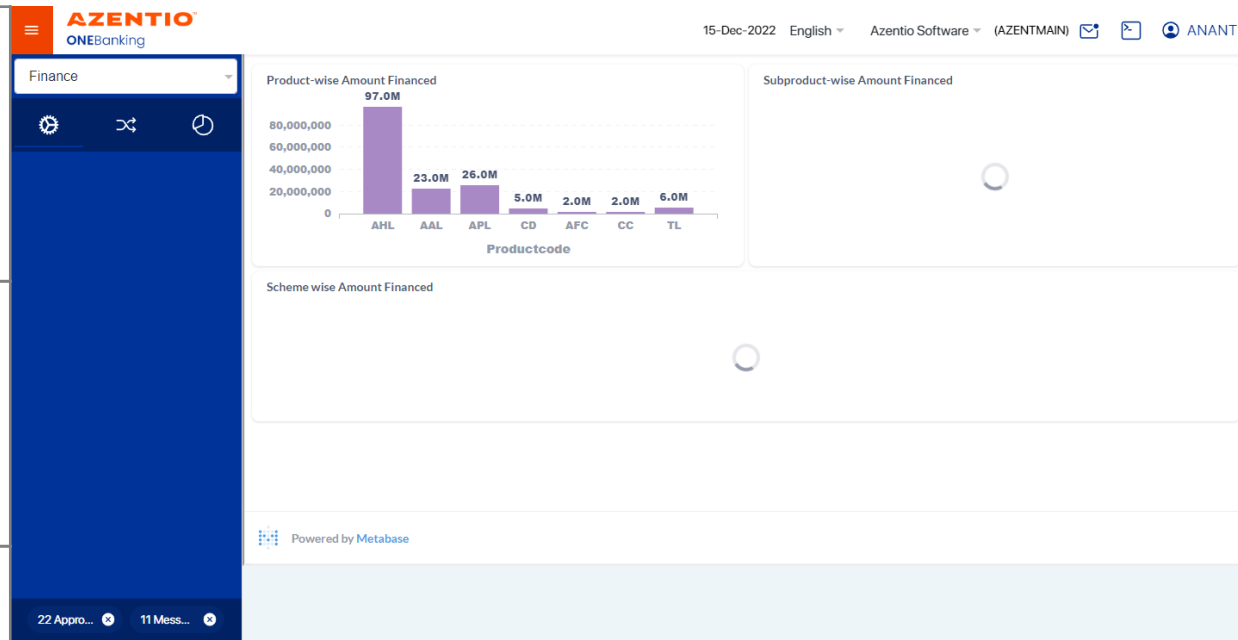 AZENTIO™
ONEBanking
15-Dec-2022 English Azentio Software (AZENTMAIN) ANANT
Finance
Product-wise Amount Financed
97.0M
80,000,000
60,000,000
40,000,000
20,000,000
0
23.0M
26.0M
5.0M
2.0M
2.0M
6.0M
AHL AAL APL CD AFC CC TL
Productcode
Subproduct-wise Amount Financed
Scheme wise Amount Financed
Powered by Metabase
22 Appro... 11 Mess...